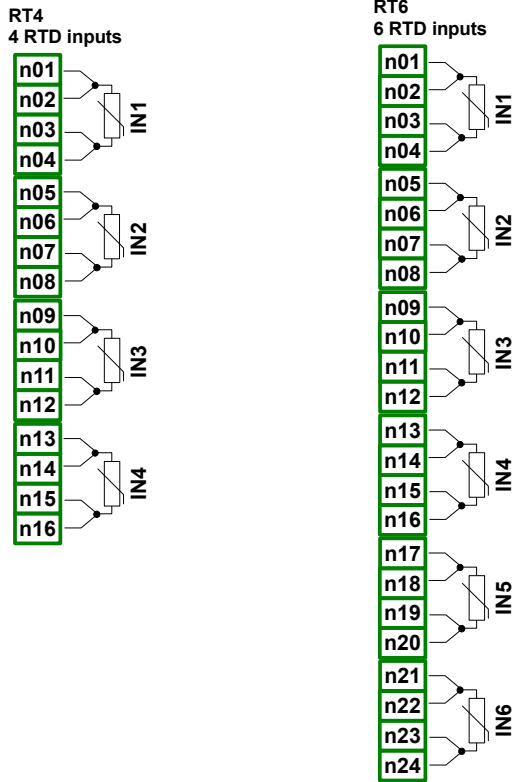 RT4
4 RTD inputs
n01
n02
n03
n04
IN1
n05
n06
n07
n08
IN2
n09
n10
n11
n12
IN3
n13
n14
n15
n16
IN4
RT6
6 RTD inputs
n01
n02
n03
n04
IN1
n05
n06
n07
n08
IN2
n09
n10
n11
n12
IN3
n13
n14
n15
n16
IN4
n17
n18
n19
n20
IN5
n21
n22
n23
n24
IN6